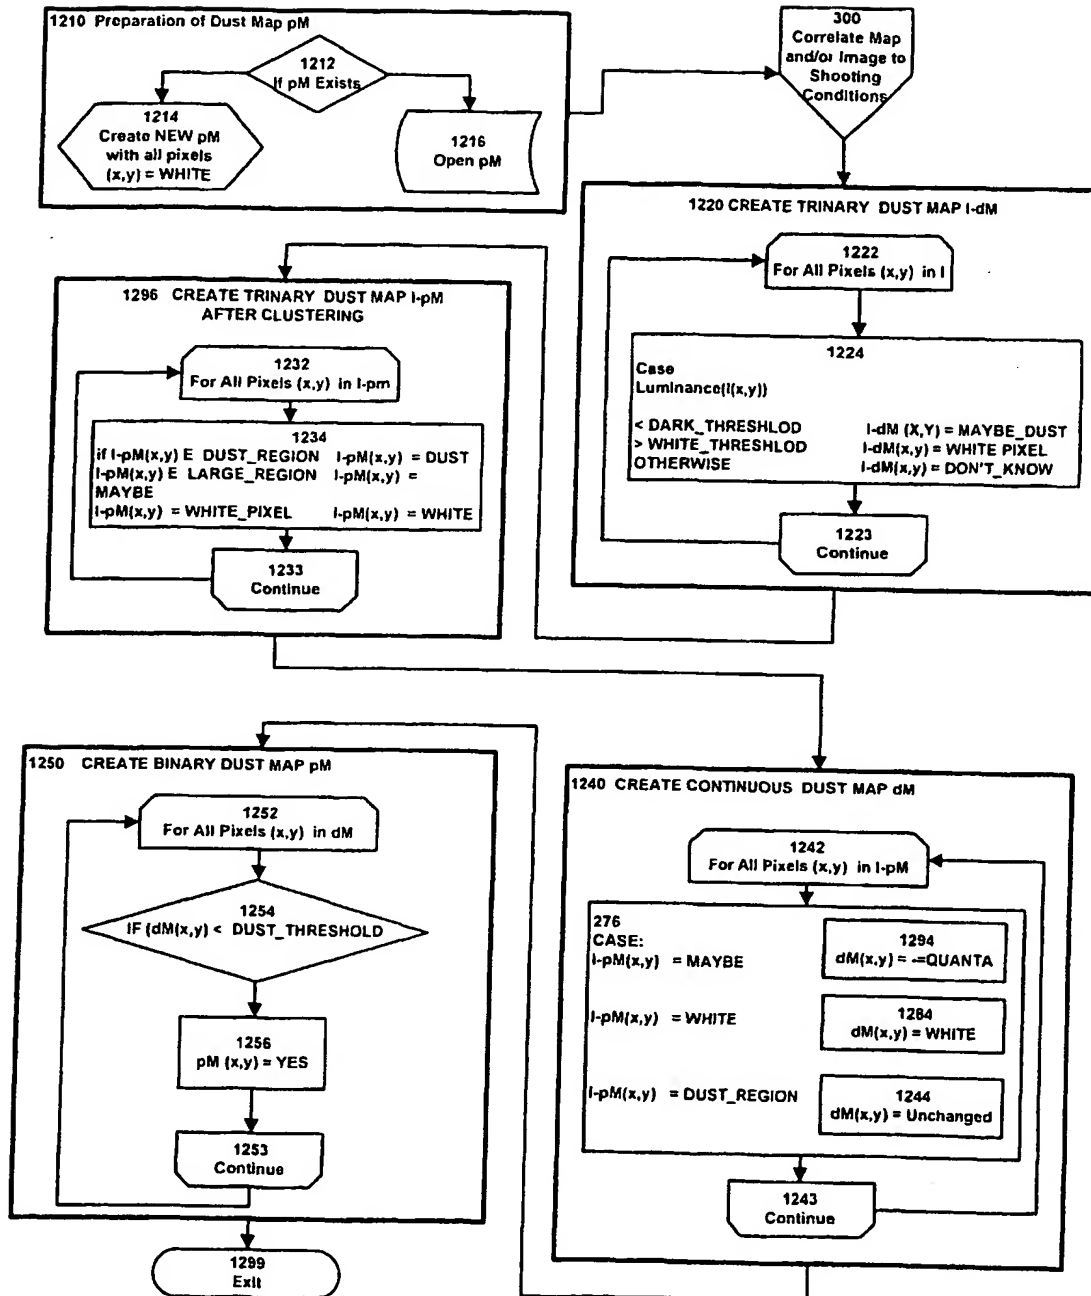 1210 Preparation of Dust Map pM
1212
If pM Exists
1214
Create NEW pM
with all pixels
(x,y) = WHITE
1216
Open pM
300
Correlate Map
and/or Image to
Shooting
Conditions
1220 CREATE TRINARY DUST MAP I-dM
1222
For All Pixels (x,y) in I
1224
Case
Luminance(I(x,y))
< DARK_THRESHLOD I-dM (X,Y) = MAYBE_DUST
> WHITE_THRESHLOD I-dM(x,y) = WHITE PIXEL
OTHERWISE I-dM(x,y) = DON'T_KNOW
1223
Continue
1296 CREATE TRINARY DUST MAP I-pM
AFTER CLUSTERING
1232
For All Pixels (x,y) in I-pm
1234
if I-pM(x,y) E DUST_REGION I-pM(x,y) = DUST
I-pM(x,y) E LARGE_REGION I-pM(x,y) =
MAYBE
I-pM(x,y) = WHITE_PIXEL I-pM(x,y) = WHITE
1233
Continue
1240 CREATE CONTINUOUS DUST MAP dM
1242
For All Pixels (x,y) in I-pM
276
CASE:
I-pM(x,y) = MAYBE
1294
dM(x,y) = -=QUANTA
I-pM(x,y) = WHITE
1284
dM(x,y) = WHITE
I-pM(x,y) = DUST_REGION
1244
dM(x,y) = Unchanged
1243
Continue
1250 CREATE BINARY DUST MAP pM
1252
For All Pixels (x,y) in dM
1254
IF (dM(x,y) < DUST_THRESHOLD
1256
pM (x,y) = YES
1253
Continue
1299
Exit